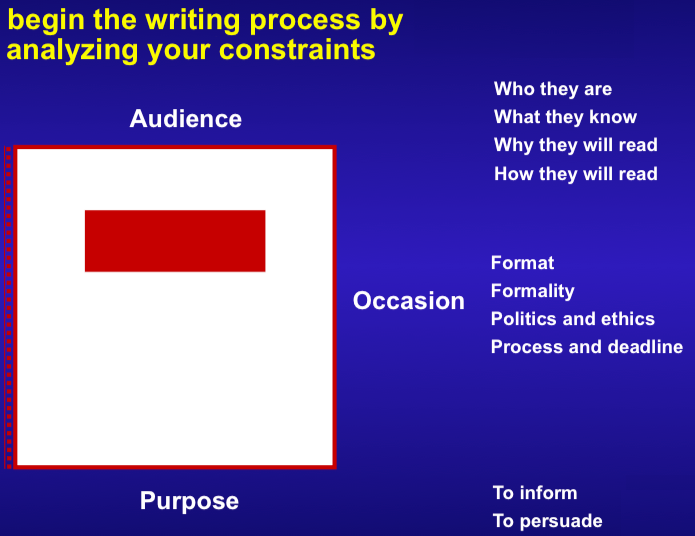 begin the writing process by
analyzing your constraints
Audience
Who they are
What they know
Why they will read
How they will read
Occasion
Format
Formality
Politics and ethics
Process and deadline
Purpose
To inform
To persuade